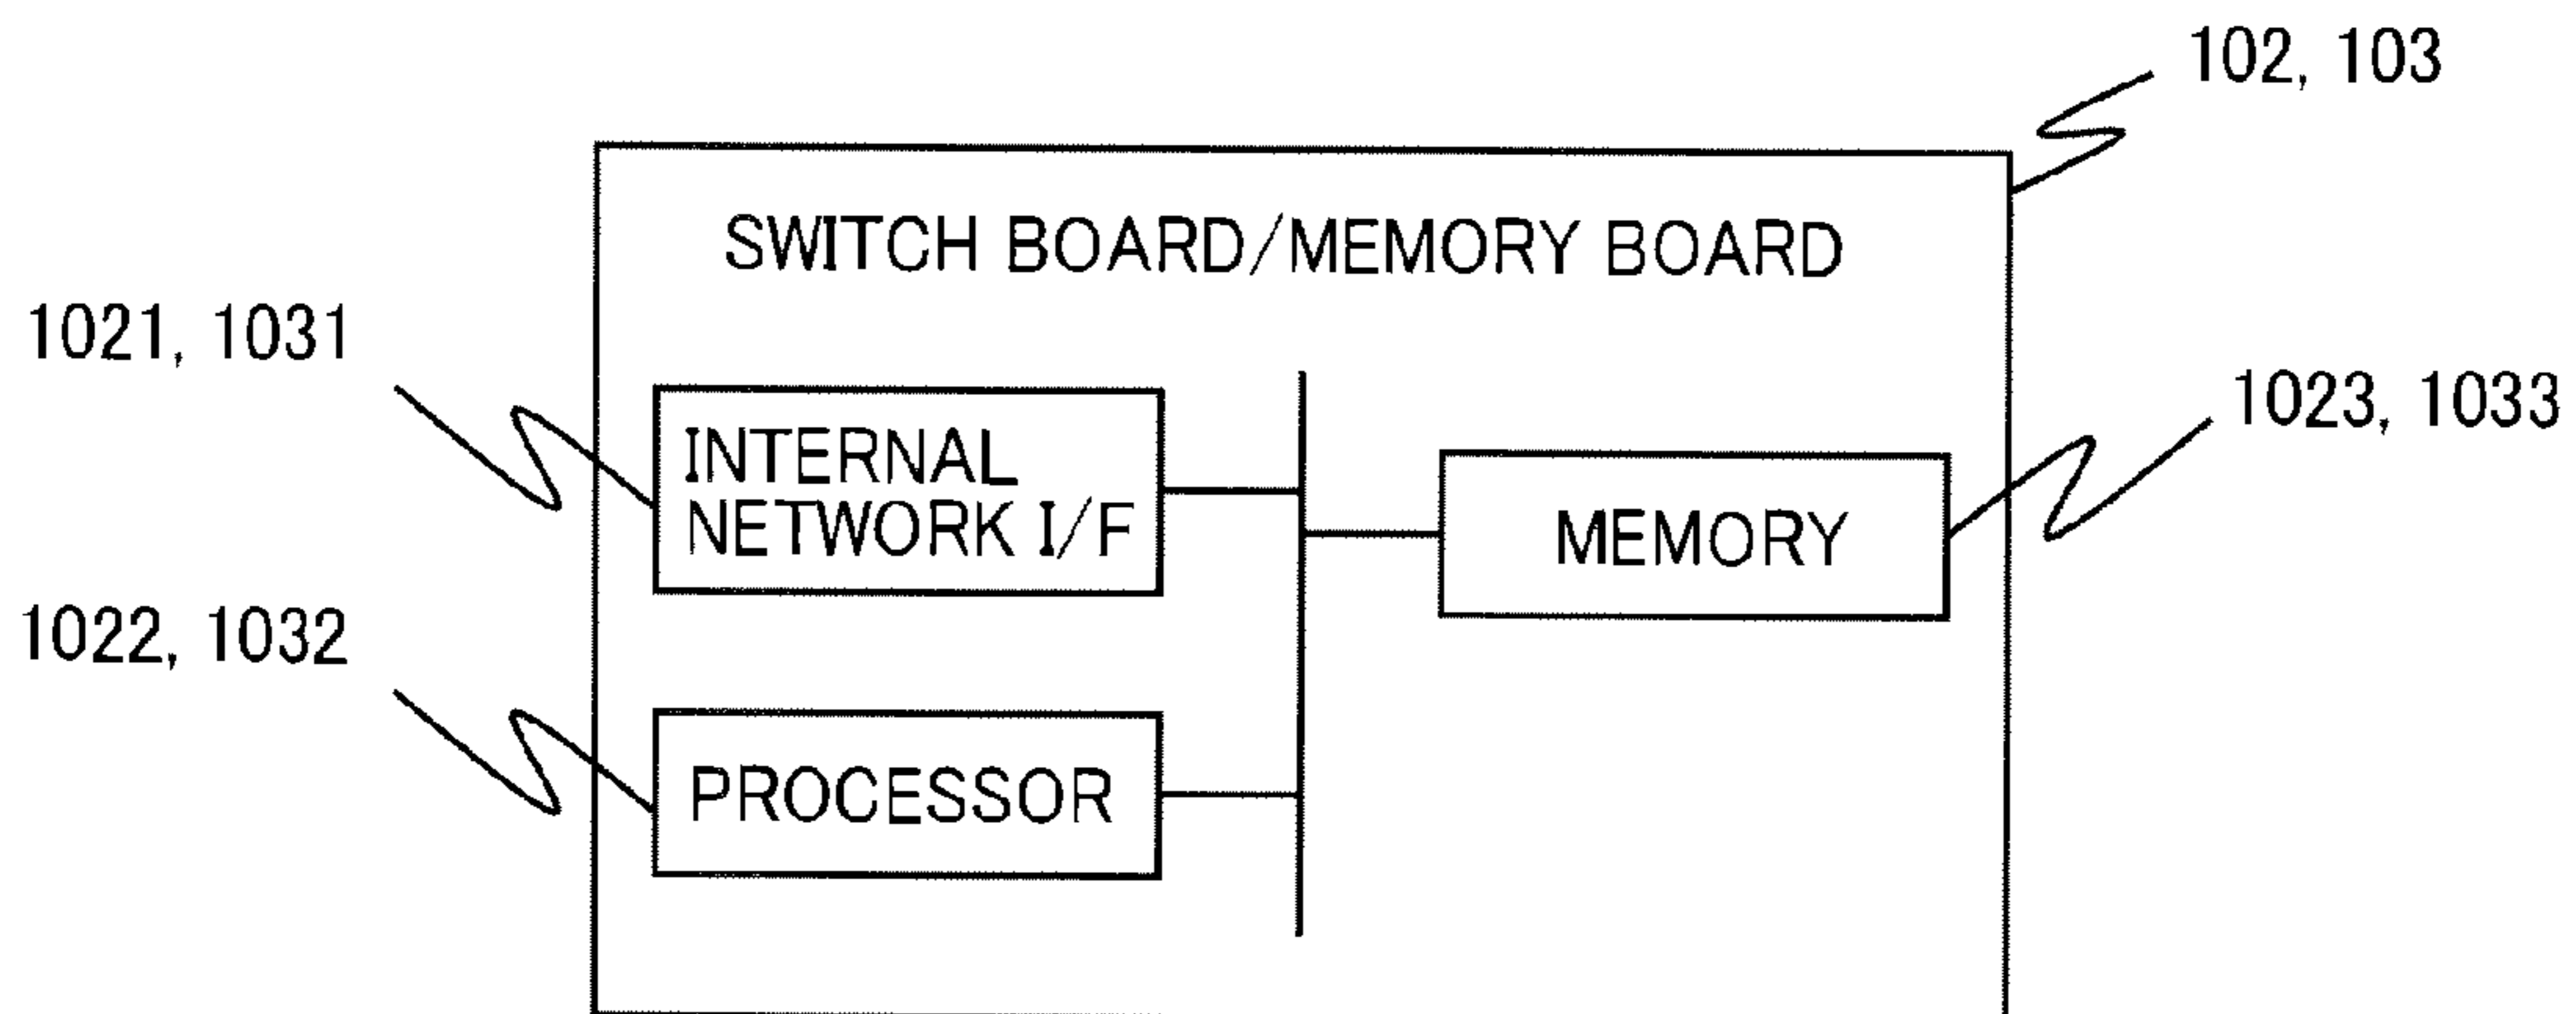 102, 103
SWITCH BOARD/MEMORY BOARD
1021, 1031
INTERNAL
NETWORK I/F
1023, 1033
MEMORY
1022, 1032
PROCESSOR